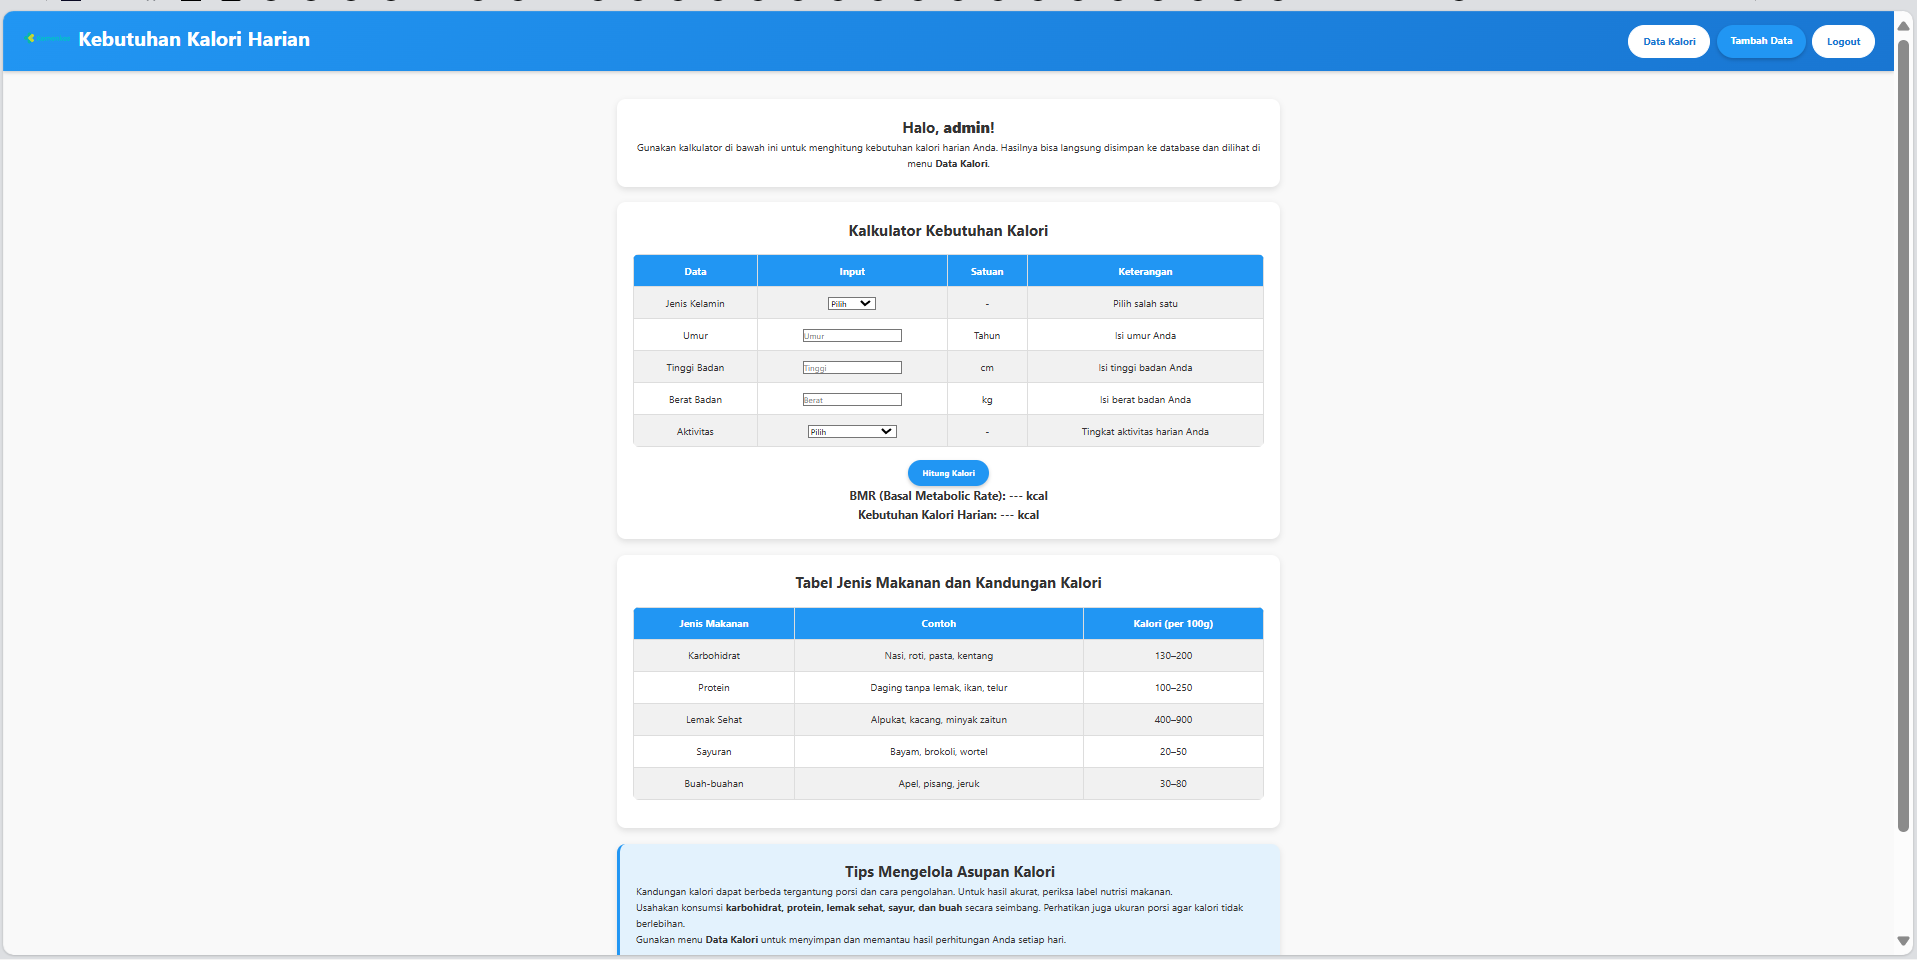 Kebutuhan Kalori Harian
Data Kalori
Tambah Data
Logout
Halo, admin!
Gunakan kalkulator di bawah ini untuk menghitung kebutuhan kalori harian Anda. Hasilnya bisa langsung disimpan ke database dan dilihat di
menu Data Kalori.
Kalkulator Kebutuhan Kalori
Data Input Satuan Keterangan
Jenis Kelamin Pilih - Pilih salah satu
Umur Umur Tahun Isi umur Anda
Tinggi Badan Tinggi cm Isi tinggi badan Anda
Berat Badan Berat kg Isi berat badan Anda
Aktivitas Pilih - Tingkat aktivitas harian Anda
Hitung Kalori
BMR (Basal Metabolic Rate): --- kcal
Kebutuhan Kalori Harian: --- kcal
Tabel Jenis Makanan dan Kandungan Kalori
Jenis Makanan Contoh Kalori (per 100g)
Karbohidrat Nasi, roti, pasta, kentang 130–200
Protein Daging tanpa lemak, ikan, telur 100–250
Lemak Sehat Alpukat, kacang, minyak zaitun 400–900
Sayuran Bayam, brokoli, wortel 20–50
Buah-buahan Apel, pisang, jeruk 30–80
Tips Mengelola Asupan Kalori
Kandungan kalori dapat berbeda tergantung porsi dan cara pengolahan. Untuk hasil akurat, periksa label nutrisi makanan.
Usahakan konsumsi karbohidrat, protein, lemak sehat, sayur, dan buah secara seimbang. Perhatikan juga ukuran porsi agar kalori tidak
berlebihan.
Gunakan menu Data Kalori untuk menyimpan dan memantau hasil perhitungan Anda setiap hari.